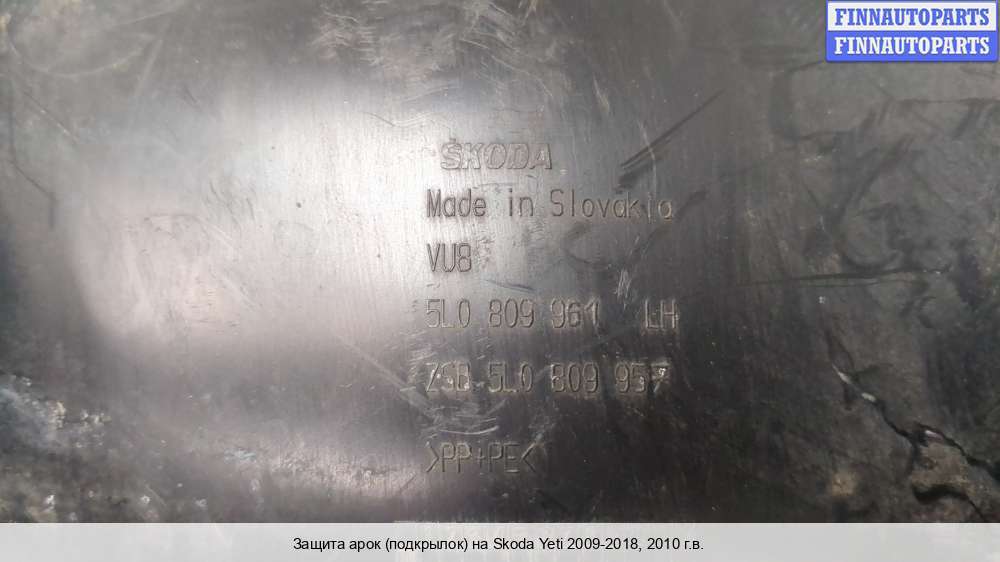 FINNAUTOPARTS
FINNAUTOPARTS
ŠKODA
Made in Slovakia
VU8
5L0 809 961 LH
ZSB 5L0 809 957
>PP+PE<
Защита арок (подкрылок) на Skoda Yeti 2009-2018, 2010 г.в.